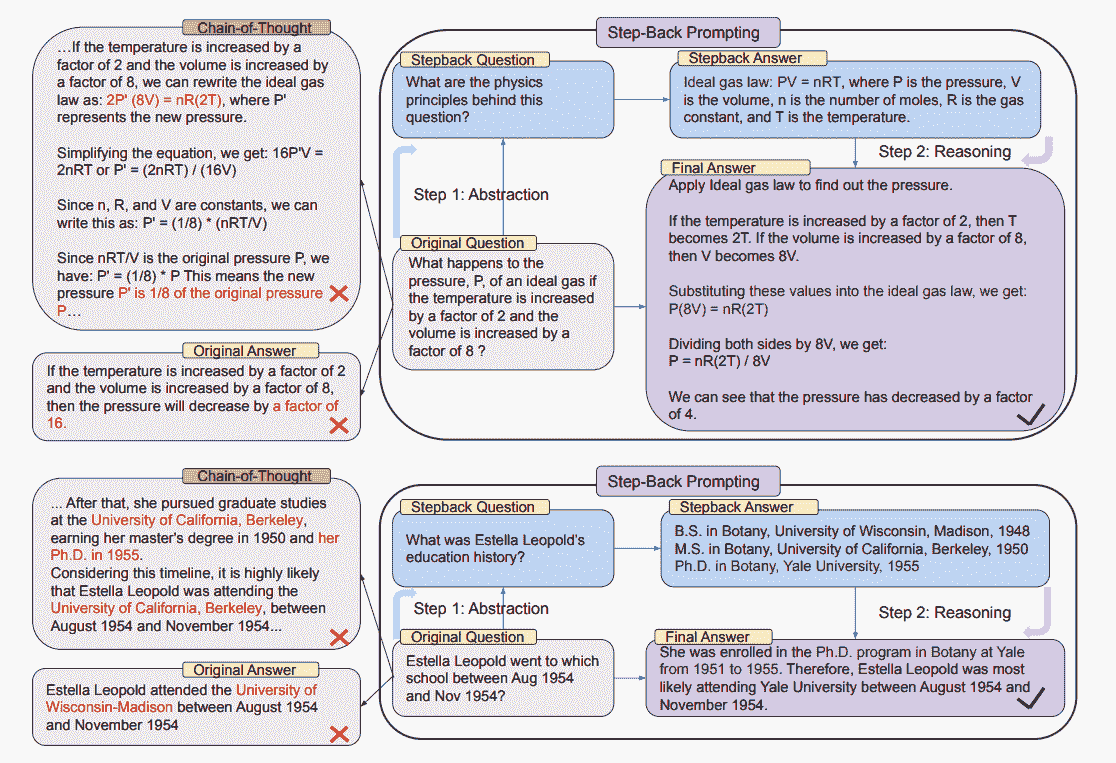 Chain-of-Thought
…If the temperature is increased by a
factor of 2 and the volume is increased by
a factor of 8, we can rewrite the ideal gas
law as: 2P' (8V) = nR(2T), where P'
represents the new pressure.
Simplifying the equation, we get: 16P'V =
2nRT or P' = (2nRT) / (16V)
Since n, R, and V are constants, we can
write this as: P' = (1/8) * (nRT/V)
Since nRT/V is the original pressure P, we
have: P' = (1/8) * P This means the new
pressure P' is 1/8 of the original pressure
P…
Original Answer
If the temperature is increased by a factor of 2
and the volume is increased by a factor of 8,
then the pressure will decrease by a factor of
16.
Step-Back Prompting
Stepback Question
What are the physics
principles behind this
question?
Stepback Answer
Ideal gas law: PV = nRT, where P is the pressure, V
is the volume, n is the number of moles, R is the gas
constant, and T is the temperature.
Step 1: Abstraction
Step 2: Reasoning
Original Question
What happens to the
pressure, P, of an ideal gas if
the temperature is increased
by a factor of 2 and the
volume is increased by a
factor of 8 ?
Final Answer
Apply Ideal gas law to find out the pressure.
If the temperature is increased by a factor of 2, then T
becomes 2T. If the volume is increased by a factor of 8,
then V becomes 8V.
Substituting these values into the ideal gas law, we get:
P(8V) = nR(2T)
Dividing both sides by 8V, we get:
P = nR(2T) / 8V
We can see that the pressure has decreased by a factor
of 4.
Chain-of-Thought
... After that, she pursued graduate studies
at the University of California, Berkeley,
earning her master's degree in 1950 and her
Ph.D. in 1955.
Considering this timeline, it is highly likely
that Estella Leopold was attending the
University of California, Berkeley, between
August 1954 and November 1954...
Original Answer
Estella Leopold attended the University of
Wisconsin-Madison between August 1954
and November 1954
Step-Back Prompting
Stepback Question
What was Estella Leopold's
education history?
Stepback Answer
B.S. in Botany, University of Wisconsin, Madison, 1948
M.S. in Botany, University of California, Berkeley, 1950
Ph.D. in Botany, Yale University, 1955
Step 1: Abstraction
Step 2: Reasoning
Original Question
Estella Leopold went to which
school between Aug 1954
and Nov 1954?
Final Answer
She was enrolled in the Ph.D. program in Botany at Yale
from 1951 to 1955. Therefore, Estella Leopold was most
likely attending Yale University between August 1954 and
November 1954.